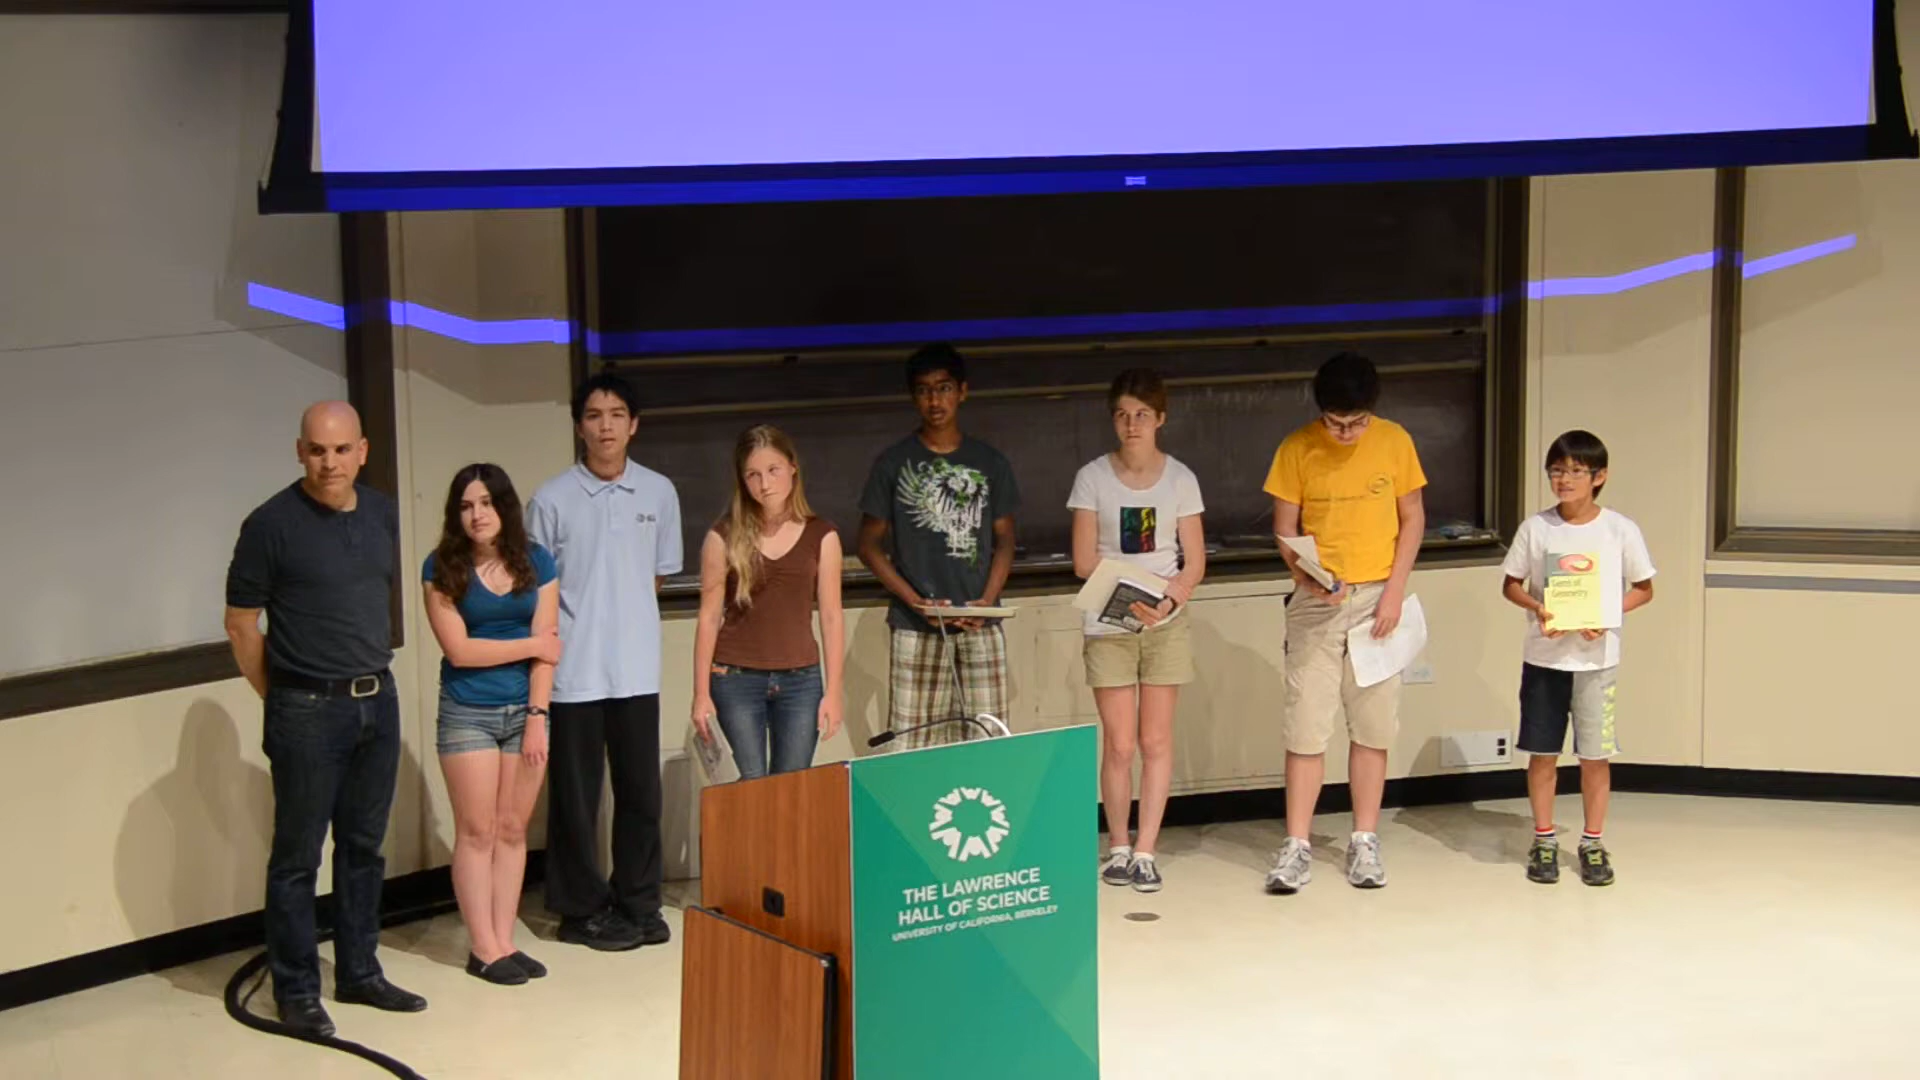 Gems of
Geometry
THE LAWRENCE
HALL OF SCIENCE
UNIVERSITY OF CALIFORNIA, BERKELEY